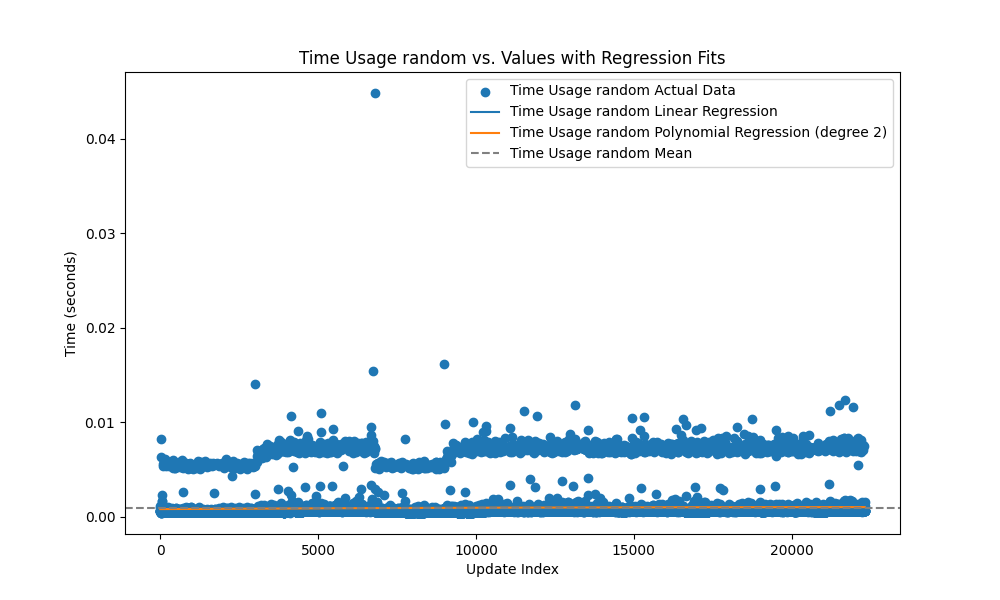 Time Usage random vs. Values with Regression Fits
Time Usage random Actual Data
Time Usage random Linear Regression
Time Usage random Polynomial Regression (degree 2)
Time Usage random Mean
Time (seconds)
0.04
0.03
0.02
0.01
0.00
0 5000 10000 15000 20000
Update Index